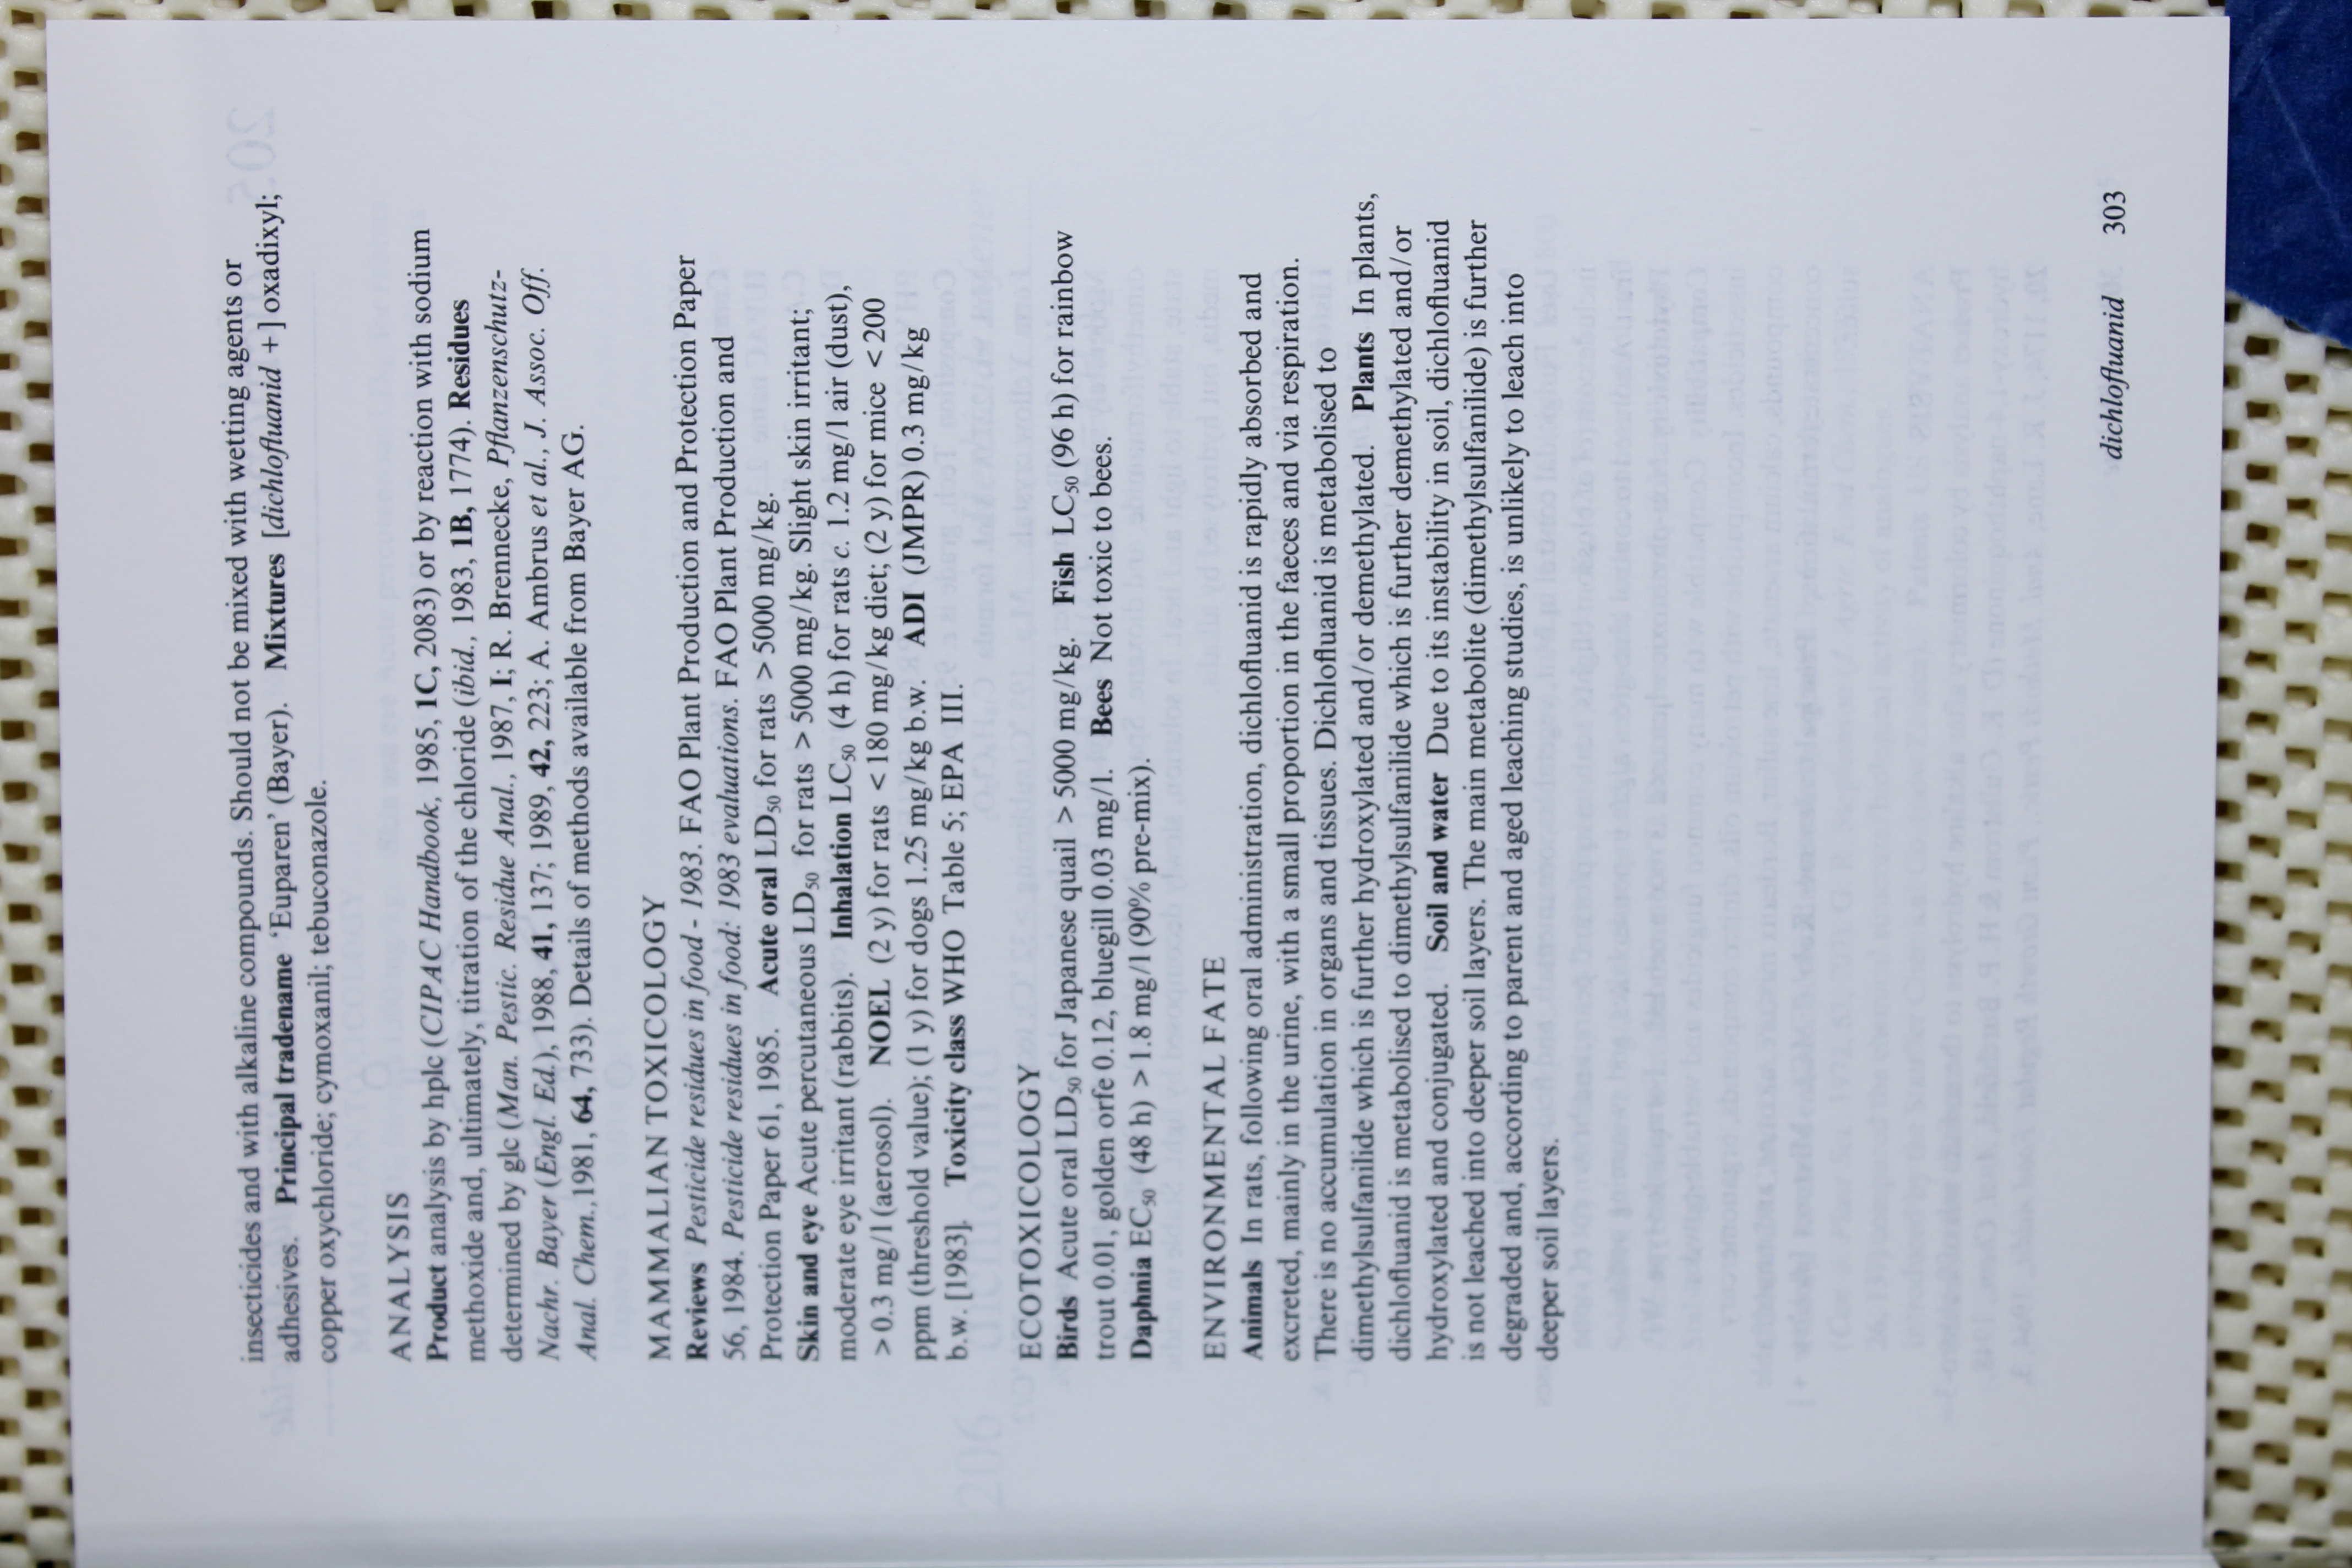 insecticides and with alkaline compounds. Should not be mixed with wetting agents or
adhesives. Principal tradename ‘Euparen’ (Bayer). Mixtures [dichlofluanid +] oxadixyl;
copper oxychloride; cymoxanil; tebuconazole.
ANALYSIS
Product analysis by hplc (CIPAC Handbook, 1985, 1C, 2083) or by reaction with sodium
methoxide and, ultimately, titration of the chloride (ibid., 1983, 1B, 1774). Residues
determined by glc (Man. Pestic. Residue Anal., 1987, I; R. Brennecke, Pflanzenschutz-
Nachr. Bayer (Engl. Ed.), 1988, 41, 137; 1989, 42, 223; A. Ambrus et al., J. Assoc. Off.
Anal. Chem., 1981, 64, 733). Details of methods available from Bayer AG.
MAMMALIAN TOXICOLOGY
Reviews Pesticide residues in food - 1983. FAO Plant Production and Protection Paper
56, 1984. Pesticide residues in food: 1983 evaluations. FAO Plant Production and
Protection Paper 61, 1985. Acute oral LD50 for rats > 5000 mg/kg.
Skin and eye Acute percutaneous LD50 for rats > 5000 mg/kg. Slight skin irritant;
moderate eye irritant (rabbits). Inhalation LC50 (4 h) for rats c. 1.2 mg/l air (dust),
> 0.3 mg/l (aerosol). NOEL (2 y) for rats < 180 mg/kg diet; (2 y) for mice < 200
ppm (threshold value); (1 y) for dogs 1.25 mg/kg b.w. ADI (JMPR) 0.3 mg/kg
b.w. [1983]. Toxicity class WHO Table 5; EPA III.
ECOTOXICOLOGY
Birds Acute oral LD50 for Japanese quail > 5000 mg/kg. Fish LC50 (96 h) for rainbow
trout 0.01, golden orfe 0.12, bluegill 0.03 mg/l. Bees Not toxic to bees.
Daphnia EC50 (48 h) > 1.8 mg/l (90% pre-mix).
ENVIRONMENTAL FATE
Animals In rats, following oral administration, dichlofluanid is rapidly absorbed and
excreted, mainly in the urine, with a small proportion in the faeces and via respiration.
There is no accumulation in organs and tissues. Dichlofluanid is metabolised to
dimethylsulfanilide which is further hydroxylated and/or demethylated. Plants In plants,
dichlofluanid is metabolised to dimethylsulfanilide which is further demethylated and/or
hydroxylated and conjugated. Soil and water Due to its instability in soil, dichlofluanid
is not leached into deeper soil layers. The main metabolite (dimethylsulfanilide) is further
degraded and, according to parent and aged leaching studies, is unlikely to leach into
deeper soil layers.
dichlofluanid 303